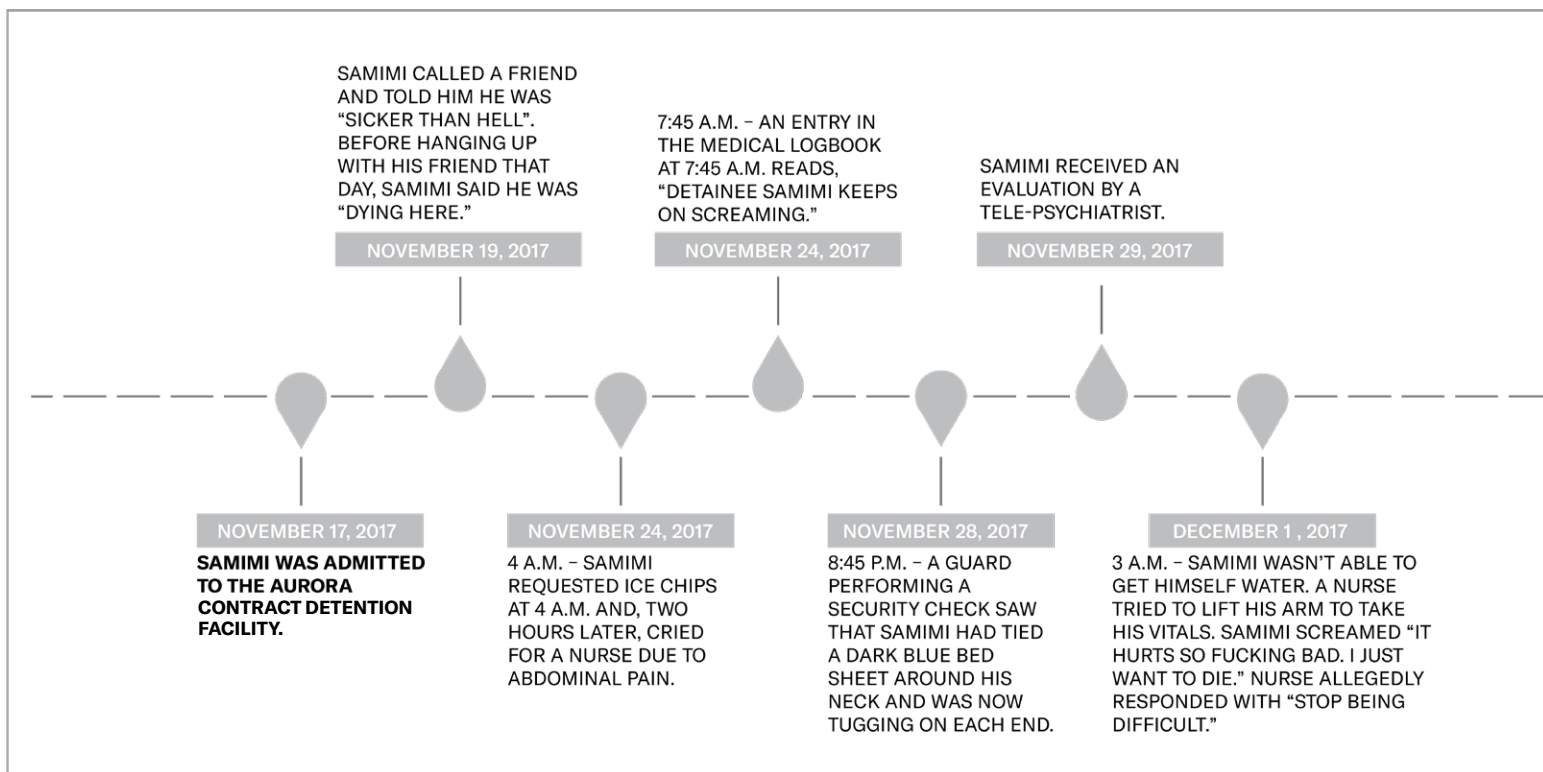 SAMIMI CALLED A FRIEND
AND TOLD HIM HE WAS
“SICKER THAN HELL”.
BEFORE HANGING UP
WITH HIS FRIEND THAT
DAY, SAMIMI SAID HE WAS
“DYING HERE.”
NOVEMBER 19, 2017
7:45 A.M. – AN ENTRY IN
THE MEDICAL LOGBOOK
AT 7:45 A.M. READS,
“DETAINEE SAMIMI KEEPS
ON SCREAMING.”
NOVEMBER 24, 2017
SAMIMI RECEIVED AN
EVALUATION BY A
TELE-PSYCHIATRIST.
NOVEMBER 29, 2017
NOVEMBER 17, 2017
SAMIMI WAS ADMITTED
TO THE AURORA
CONTRACT DETENTION
FACILITY.
NOVEMBER 24, 2017
4 A.M. – SAMIMI
REQUESTED ICE CHIPS
AT 4 A.M. AND, TWO
HOURS LATER, CRIED
FOR A NURSE DUE TO
ABDOMINAL PAIN.
NOVEMBER 28, 2017
8:45 P.M. – A GUARD
PERFORMING A
SECURITY CHECK SAW
THAT SAMIMI HAD TIED
A DARK BLUE BED
SHEET AROUND HIS
NECK AND WAS NOW
TUGGING ON EACH END.
DECEMBER 1 , 2017
3 A.M. – SAMIMI WASN’T ABLE TO
GET HIMSELF WATER. A NURSE
TRIED TO LIFT HIS ARM TO TAKE
HIS VITALS. SAMIMI SCREAMED “IT
HURTS SO FUCKING BAD. I JUST
WANT TO DIE.” NURSE ALLEGEDLY
RESPONDED WITH “STOP BEING
DIFFICULT.”